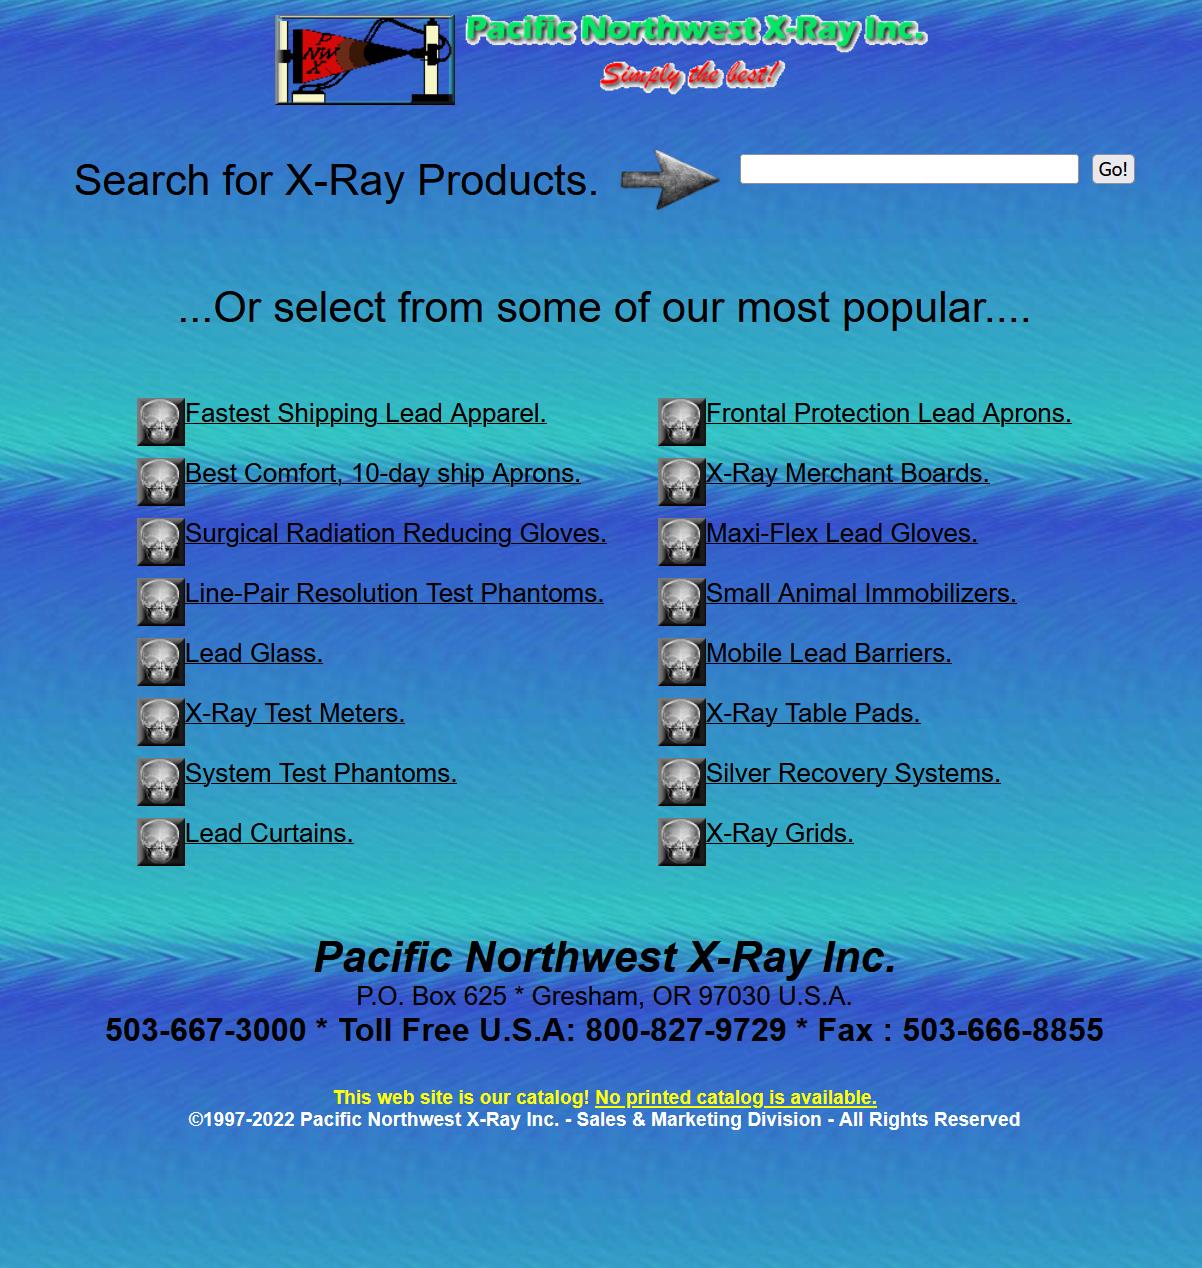 P
NW
X
Pacific Northwest X-Ray Inc.
Simply the best!
Search for X-Ray Products.
Go!
...Or select from some of our most popular....
Fastest Shipping Lead Apparel.
Frontal Protection Lead Aprons.
Best Comfort, 10-day ship Aprons.
X-Ray Merchant Boards.
Surgical Radiation Reducing Gloves.
Maxi-Flex Lead Gloves.
Line-Pair Resolution Test Phantoms.
Small Animal Immobilizers.
Lead Glass.
Mobile Lead Barriers.
X-Ray Test Meters.
X-Ray Table Pads.
System Test Phantoms.
Silver Recovery Systems.
Lead Curtains.
X-Ray Grids.
Pacific Northwest X-Ray Inc.
P.O. Box 625 * Gresham, OR 97030 U.S.A.
503-667-3000 * Toll Free U.S.A: 800-827-9729 * Fax : 503-666-8855
This web site is our catalog! No printed catalog is available.
©1997-2022 Pacific Northwest X-Ray Inc. - Sales & Marketing Division - All Rights Reserved